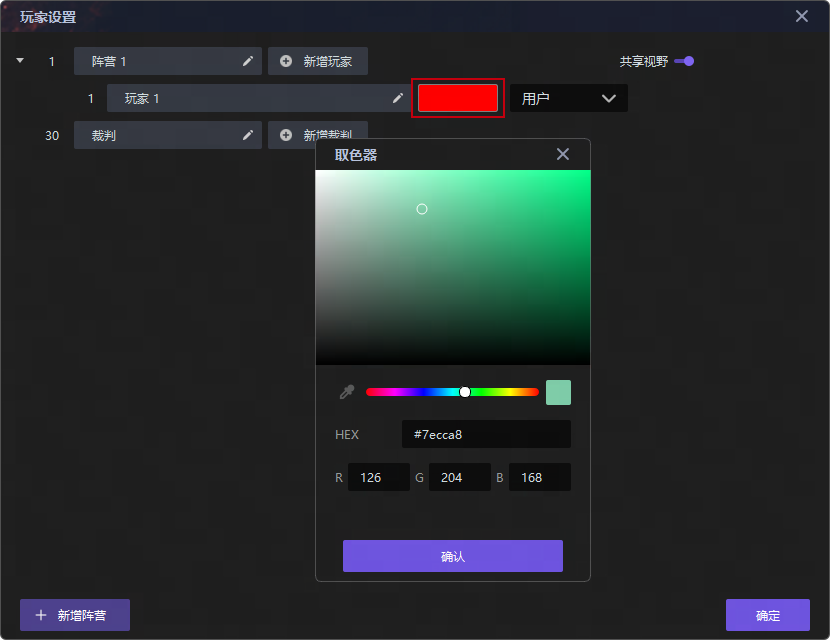 玩家设置
1 阵营 1 新增玩家 共享视野
1 玩家 1 用户
30 裁判 新增裁判
取色器
HEX #7ecca8
R 126 G 204 B 168
确认
新增阵营 确定